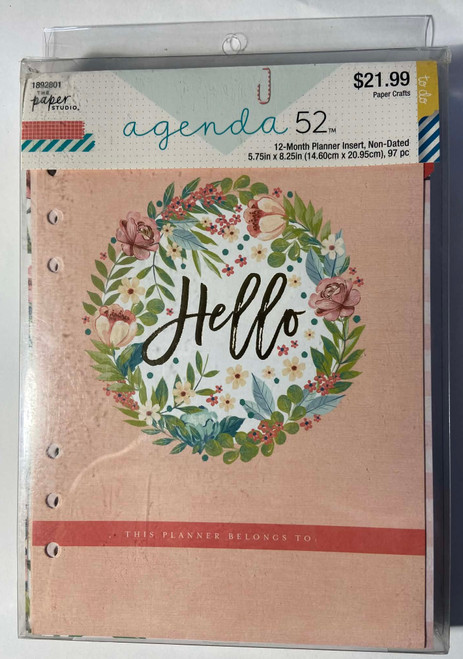 1892801
THE
paper
STUDIO
$21.99
Paper Crafts
to do
agenda 52™
12-Month Planner Insert, Non-Dated
5.75in x 8.25in (14.60cm x 20.95cm), 97 pc
Hello
THIS PLANNER BELONGS TO: